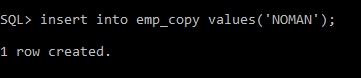 SQL> insert into emp_copy values('NOMAN');
1 row created.